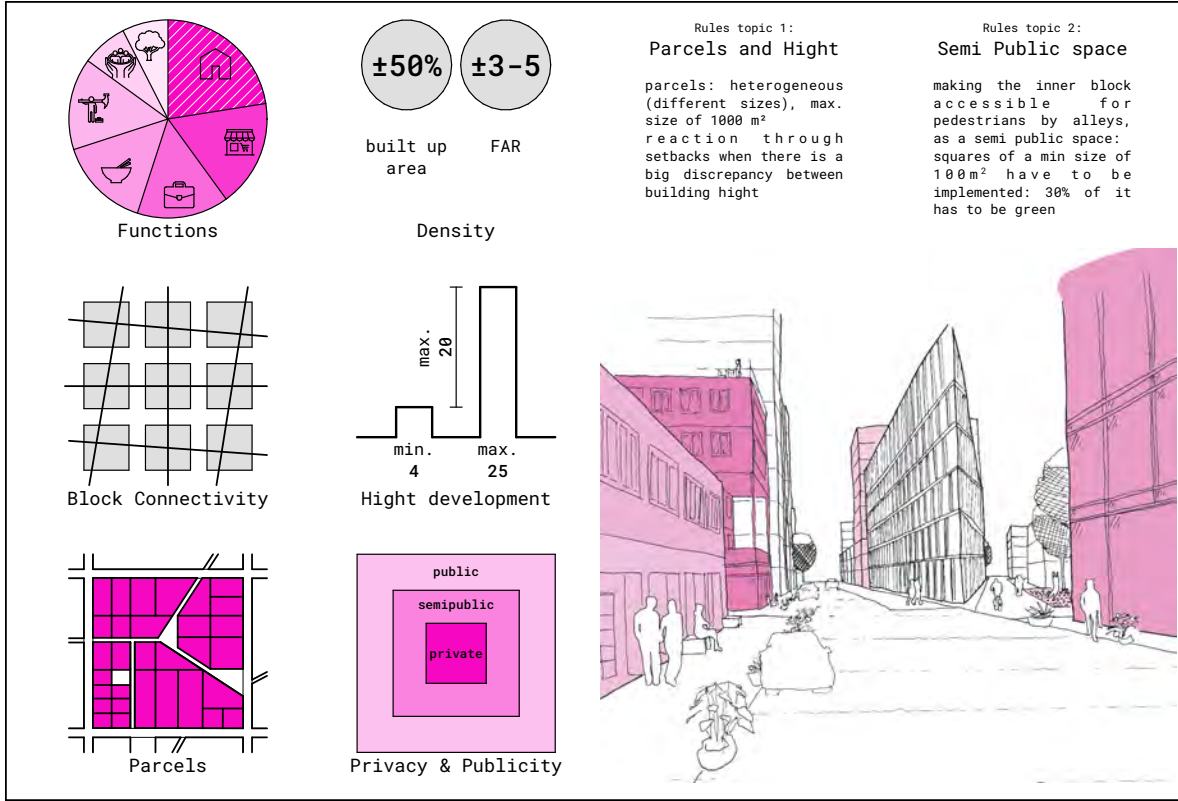 ±50%
±3-5
built up
area
FAR
Functions
Density
Rules topic 1:
Parcels and Hight
parcels: heterogeneous
(different sizes), max.
size of 1000 m²
reaction through
setbacks when there is a
big discrepancy between
building hight
Rules topic 2:
Semi Public space
making the inner block
accessible for
pedestrians by alleys,
as a semi public space:
squares of a min size of
100m² have to be
implemented: 30% of it
has to be green
max.
20
min.
4
max.
25
Block Connectivity
Hight development
public
semipublic
private
Parcels
Privacy & Publicity